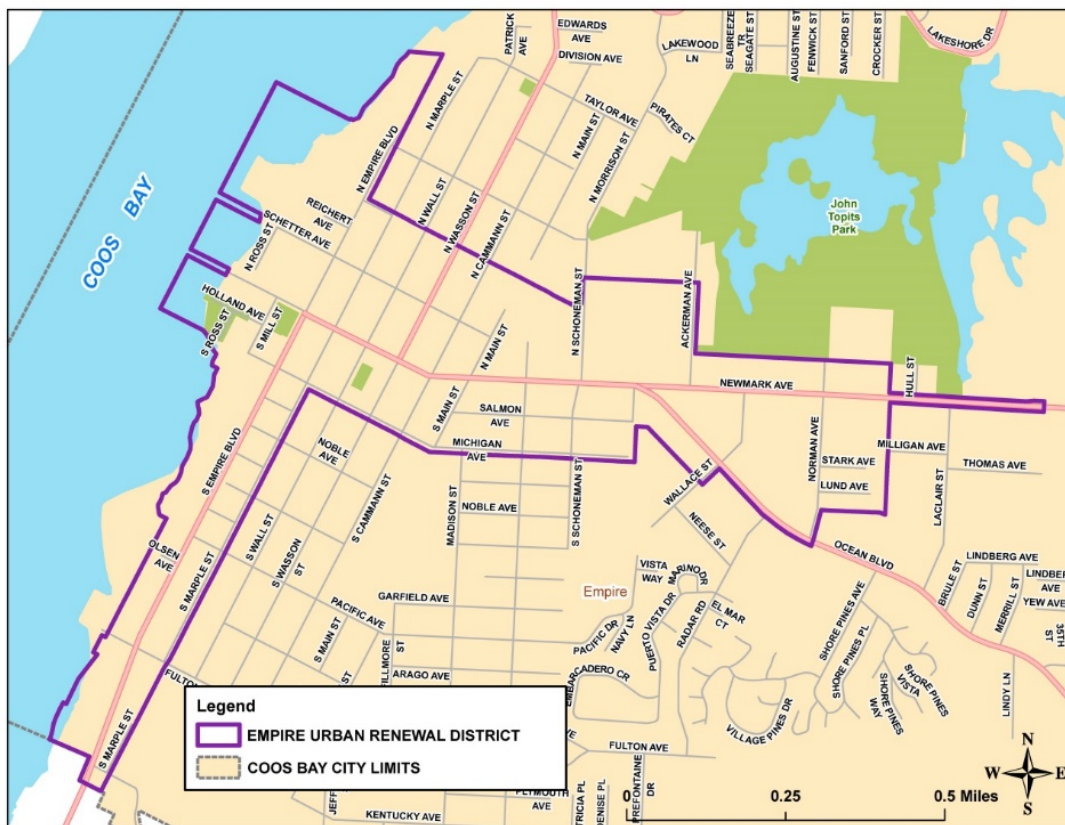 EDWARDS
AVE
PATRICK
AVE
DIVISION AVE
LAKEWOOD
LN
SEABREEZE
TR
SEAGATE ST
AUGUSTINE ST
FENWICK ST
SANFORD ST
CROCKER ST
LAKESHORE DR
N MARPLE ST
TAYLOR AVE
N MAIN ST
PIRATES CT
N MORRISON ST
N EMPIRE BLVD
N WALL ST
N WASSON ST
N CAMMANN ST
COOS BAY
REICHERT
AVE
SCHETTER AVE
N ROSS ST
John
Topits
Park
HOLLAND AVE
S ROSS ST
S MILL ST
N MAIN ST
N SCHONEMAN ST
ACKERMAN AVE
NEWMARK AVE
HULL ST
S MAIN ST
SALMON
AVE
MICHIGAN
AVE
S EMPIRE BLVD
NOBLE
AVE
S CAMMANN ST
MADISON ST
NOBLE AVE
S SCHONEMAN ST
WALLACE ST
NORMAN AVE
MILLIGAN AVE
STARK AVE
THOMAS AVE
LUND AVE
LACLAIR ST
NEESE ST
OCEAN BLVD
OLSEN
AVE
S MARPLE ST
S WALL ST
S WASSON
ST
VISTA
WAY
MARINO DR
Empire
PUERTO VISTA DR
RADAR RD
EL MAR
CT
LINDBERG AVE
BRULE ST
DUNN ST
MERRILL ST
LINDBERG
AVE
YEW AVE
35TH
ST
GARFIELD AVE
PACIFIC AVE
S MAIN ST
FILLMORE
ST
ARAGO AVE
PACIFIC DR
NAVY LN
EMBARCADERO CR
SHORE PINES AVE
SHORE PINES PL
SHORE PINES
VISTA
SHORE PINES
WAY
VILLAGE PINES DR
LINDY LN
FULTON
S MARPLE ST
ST
FULTON AVE
PREFONTAINE
DR
Legend
EMPIRE URBAN RENEWAL DISTRICT
COOS BAY CITY LIMITS
PLYMOUTH
AVE
KENTUCKY AVE
DENISE PL
N
W E
S
0 0.25 0.5 Miles